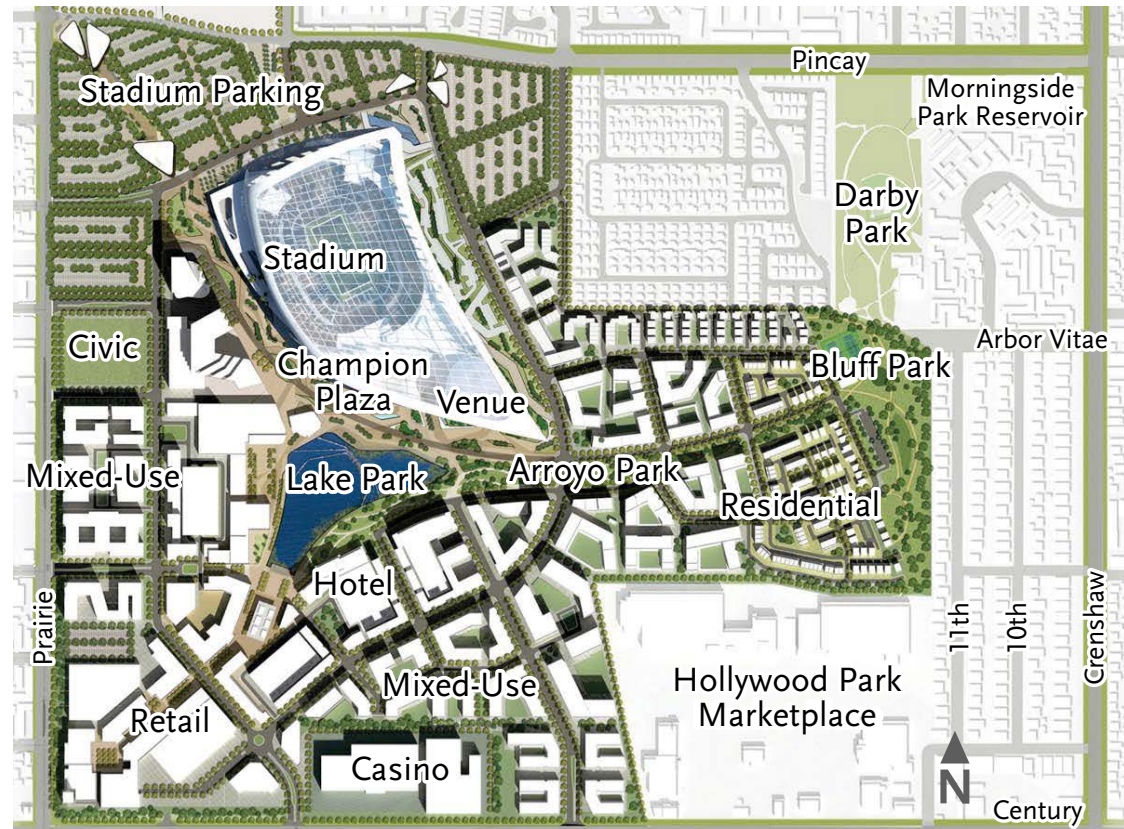 Pincay
Stadium Parking
Morningside
Park Reservoir
Darby
Park
Stadium
Arbor Vitae
Civic
Champion
Plaza
Bluff Park
Venue
Mixed-Use
Lake Park
Arroyo Park
Residential
Hotel
Prairie
11th
10th
Crenshaw
Mixed-Use
Hollywood Park
Marketplace
Retail
Casino
N
Century